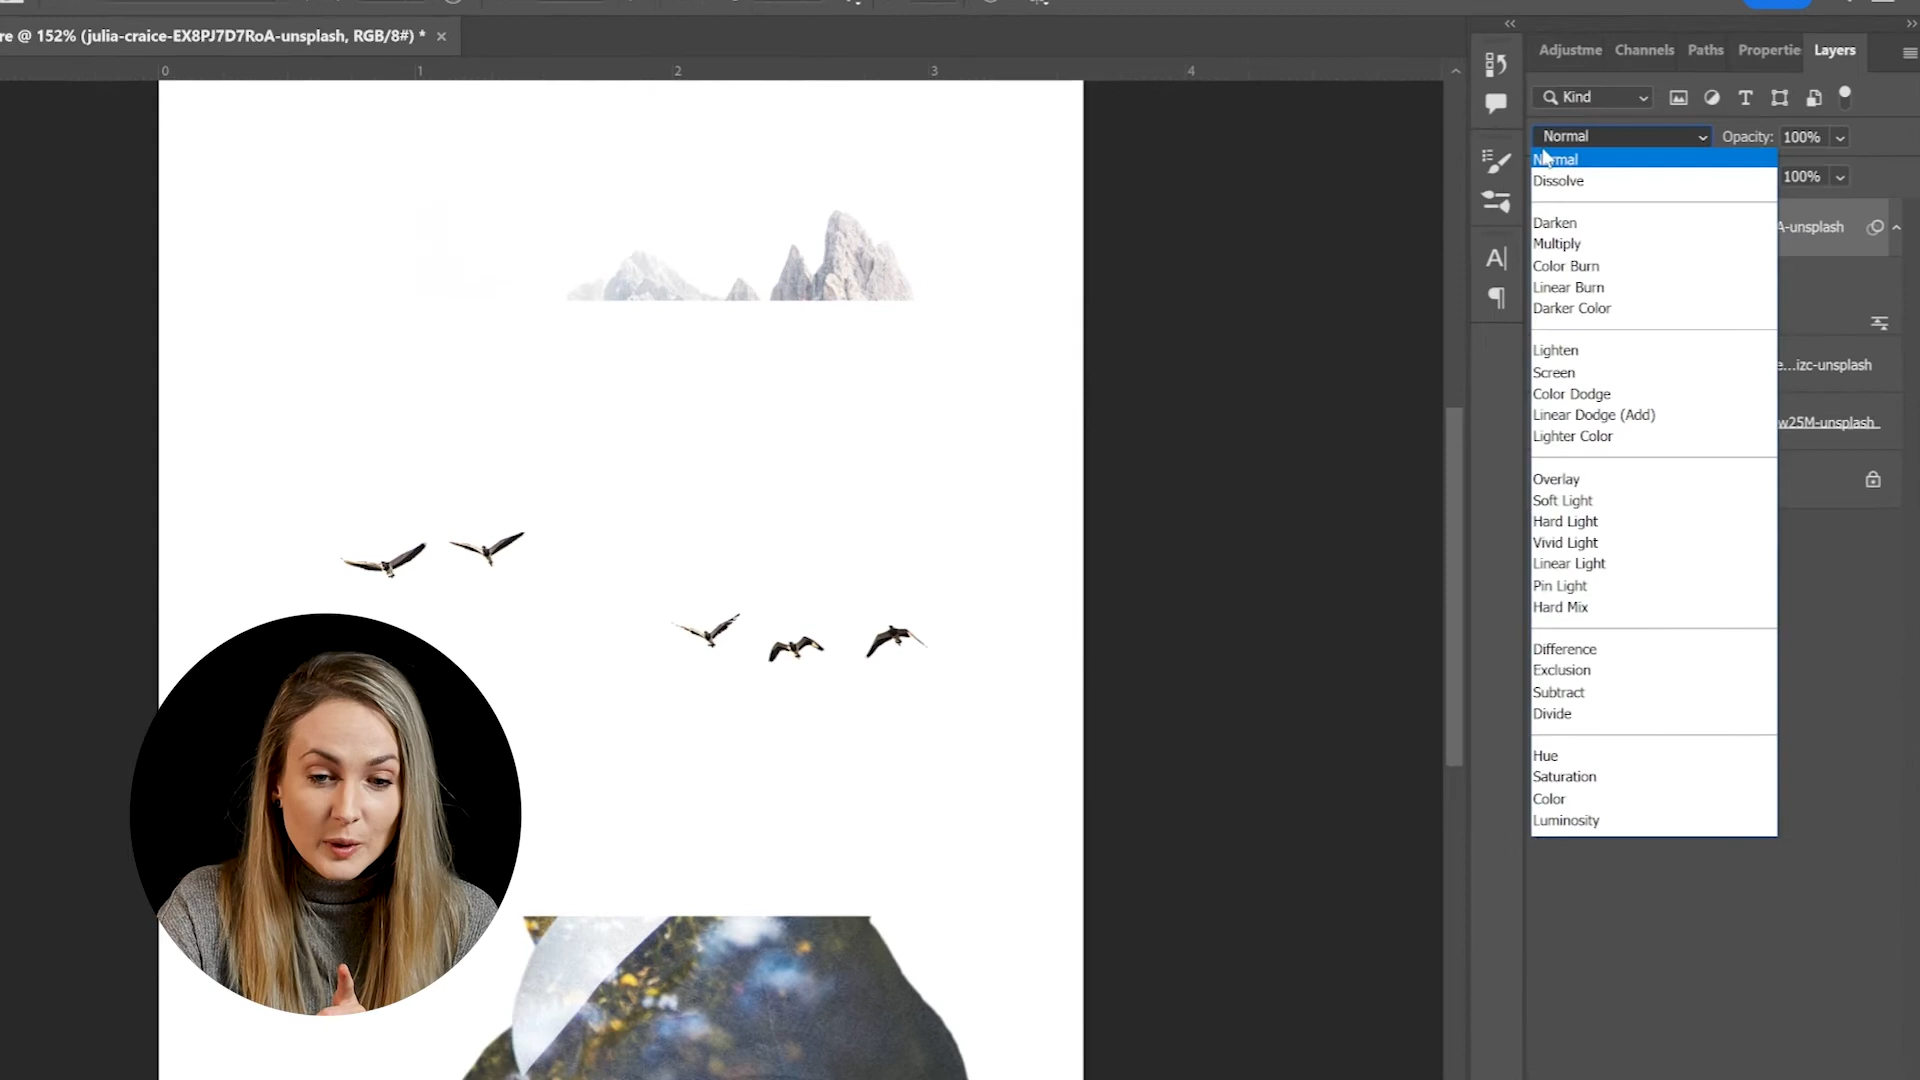 re @ 152% (julia-craice-EX8PJ7D7RoA-unsplash, RGB/8#) * ×
0 1 2 3 4
Adjustme Channels Paths Propertie Layers
Kind
Normal Opacity: 100%
100%
A-unsplash
e...izc-unsplash
w25M-unsplash
Normal
Dissolve
Darken
Multiply
Color Burn
Linear Burn
Darker Color
Lighten
Screen
Color Dodge
Linear Dodge (Add)
Lighter Color
Overlay
Soft Light
Hard Light
Vivid Light
Linear Light
Pin Light
Hard Mix
Difference
Exclusion
Subtract
Divide
Hue
Saturation
Color
Luminosity